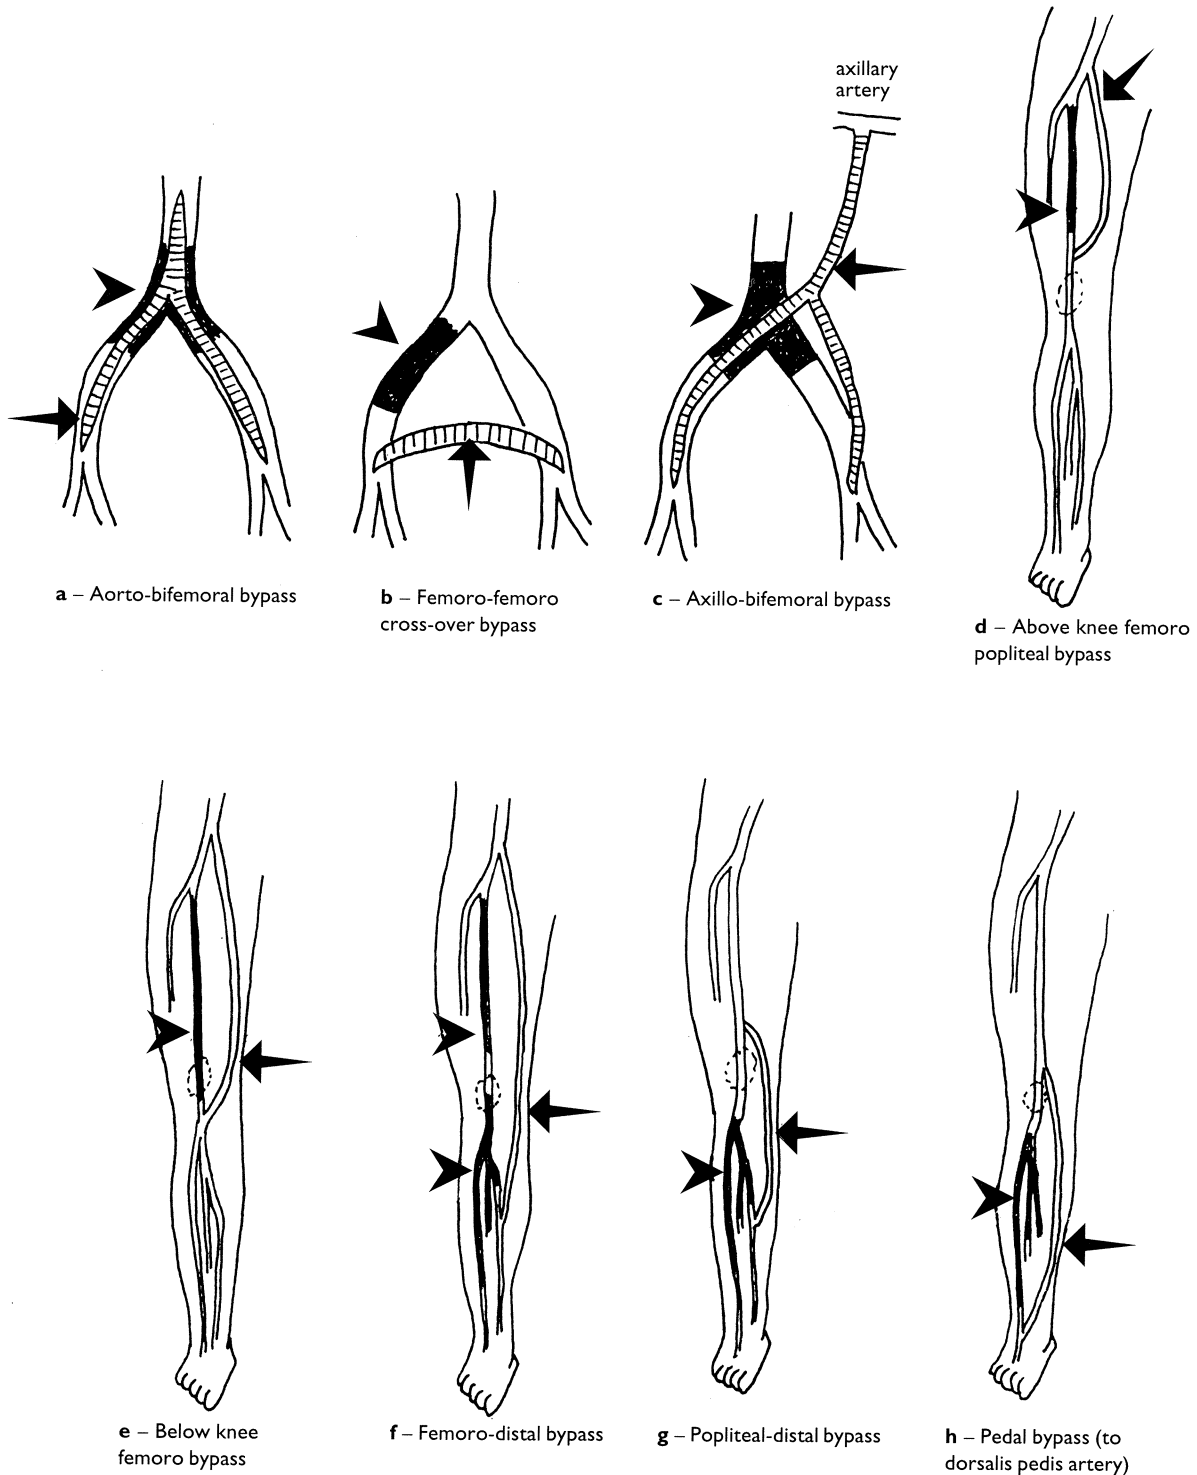 axillary
artery
a – Aorto-bifemoral bypass
b – Femoro-femoro
cross-over bypass
c – Axillo-bifemoral bypass
d – Above knee femoro
popliteal bypass
e – Below knee
femoro bypass
f – Femoro-distal bypass
g – Popliteal-distal bypass
h – Pedal bypass (to
dorsalis pedis artery)